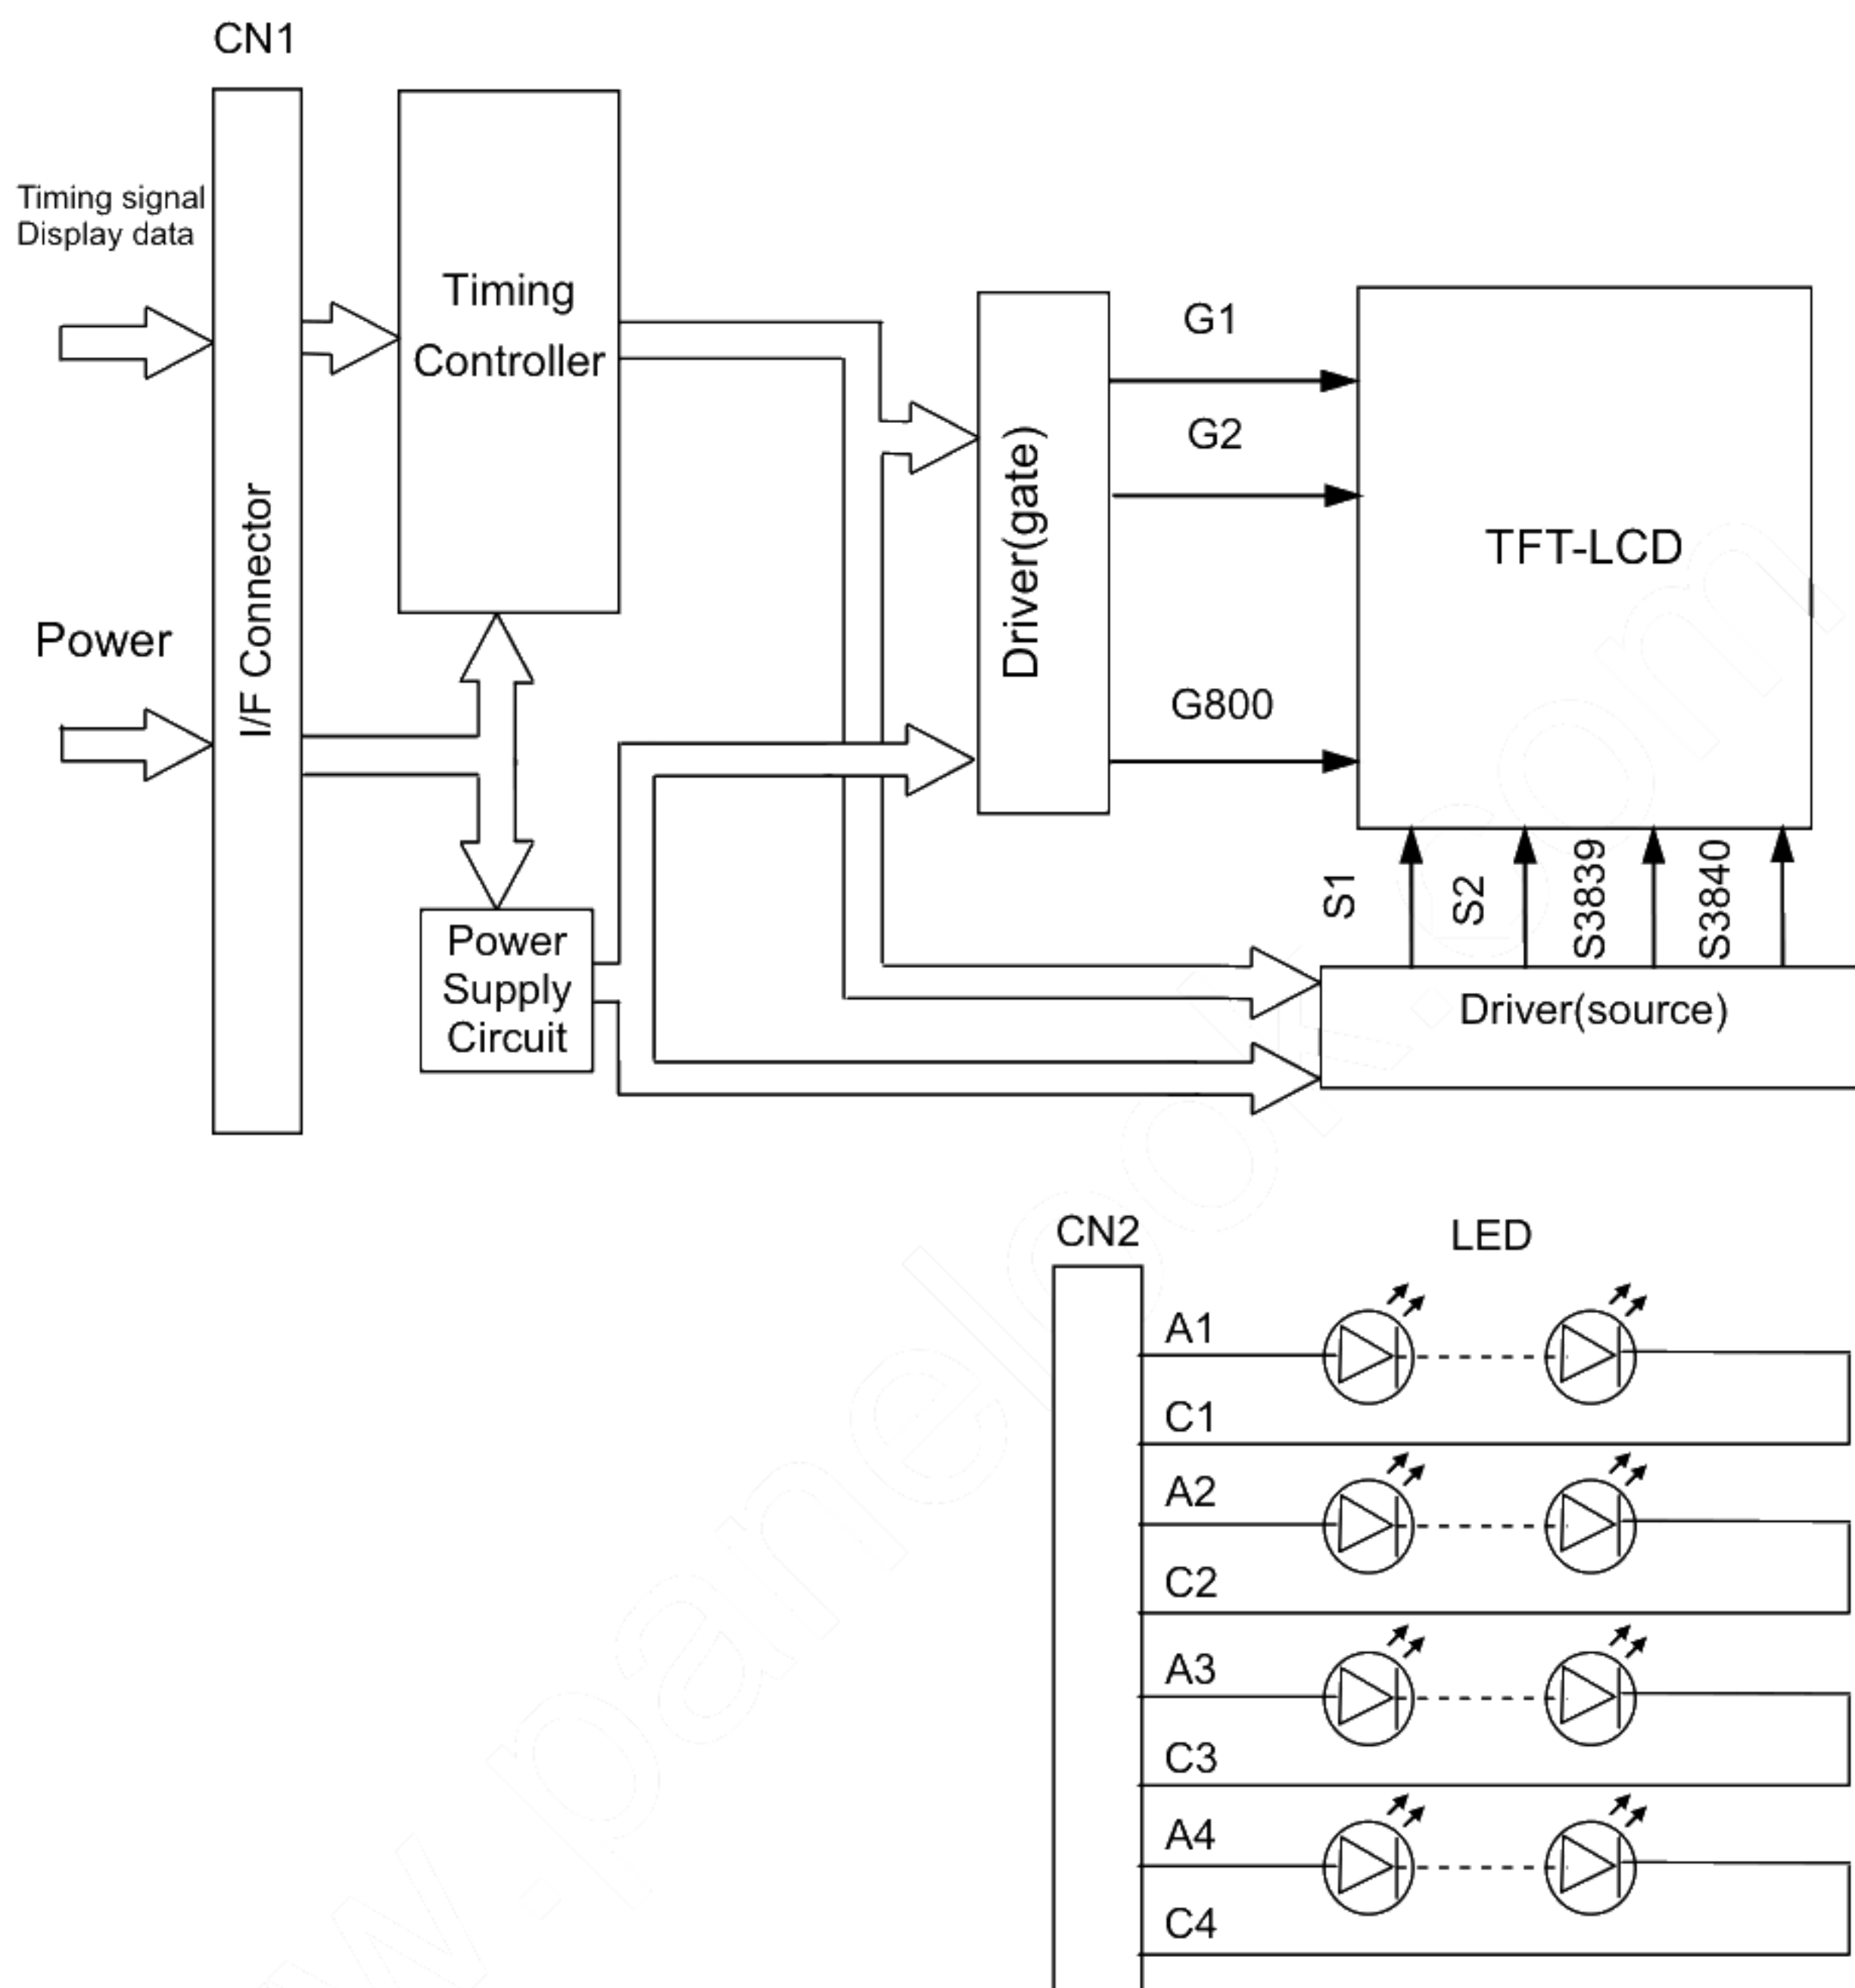 CN1
Timing signal
Display data
Timing
Controller
Power
I/F Connector
Driver(gate)
G1
G2
G800
TFT-LCD
S1
S2
S3839
S3840
Power
Supply
Circuit
Driver(source)
CN2
LED
A1
C1
A2
C2
A3
C3
A4
C4